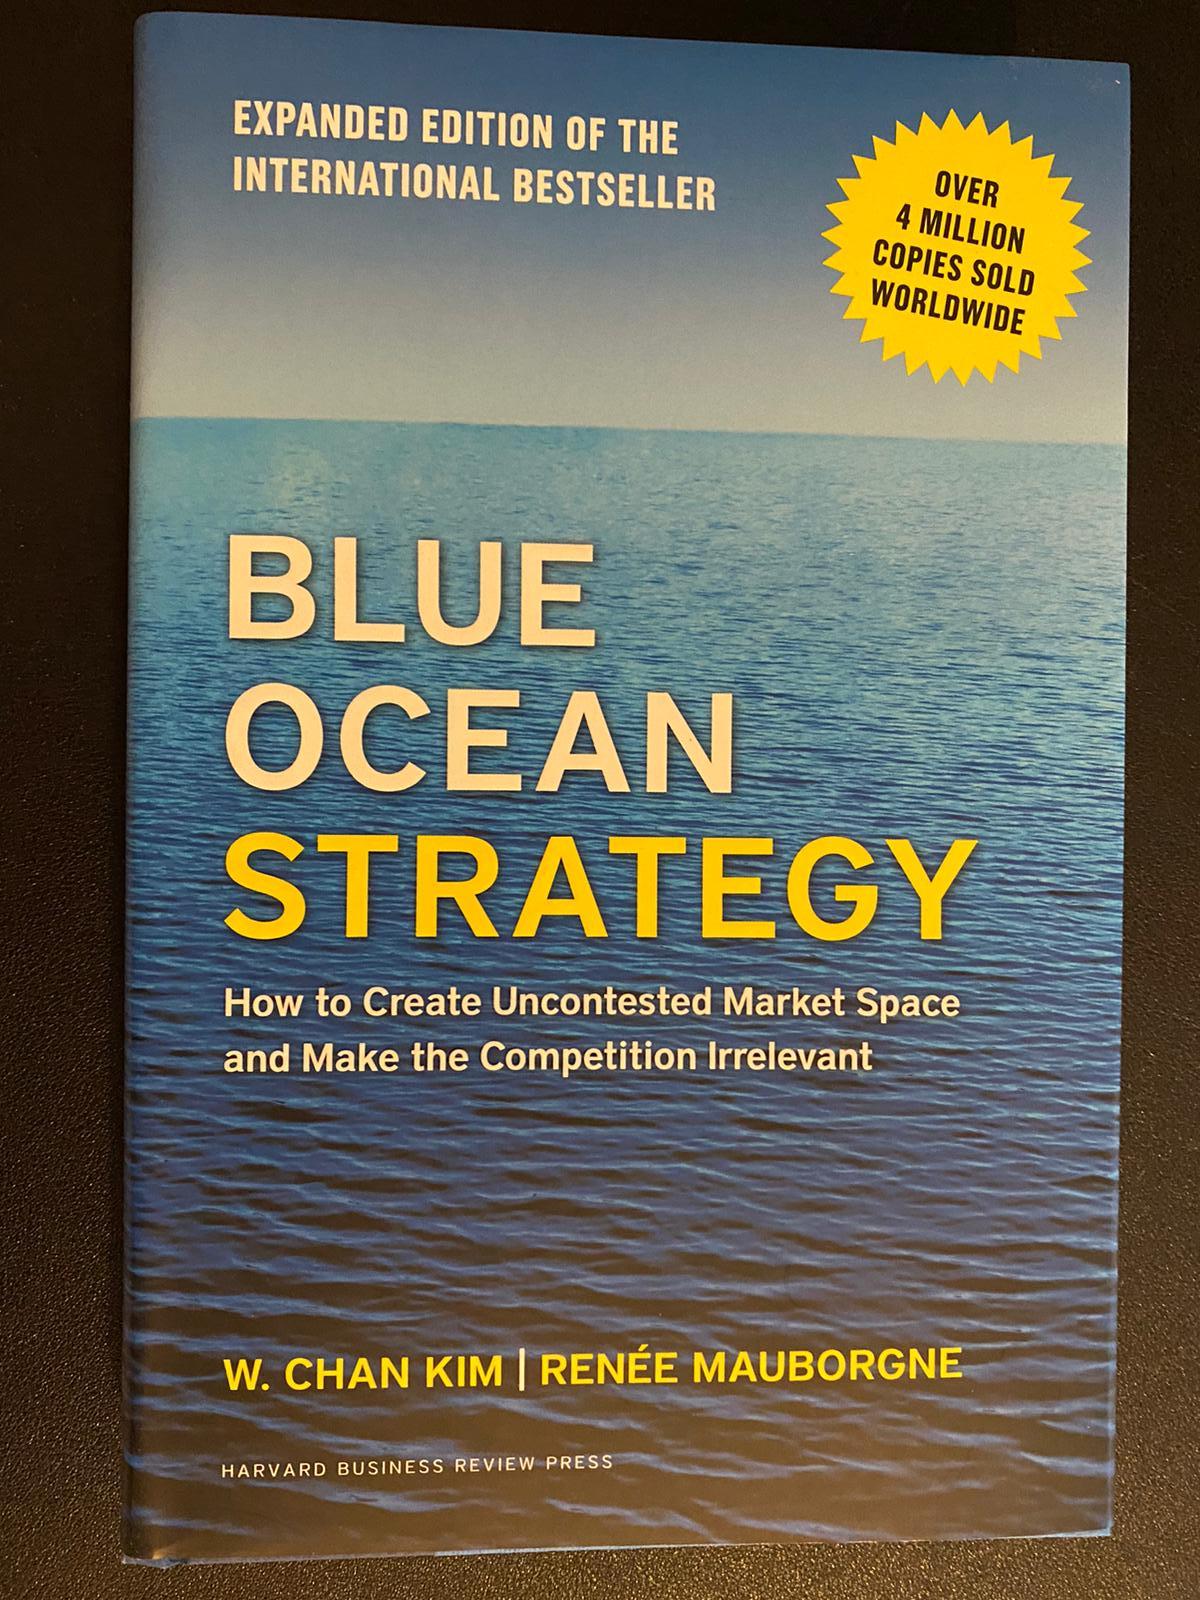 EXPANDED EDITION OF THE
INTERNATIONAL BESTSELLER
OVER
4 MILLION
COPIES SOLD
WORLDWIDE
BLUE
OCEAN
STRATEGY
How to Create Uncontested Market Space
and Make the Competition Irrelevant
W. CHAN KIM | RENÉE MAUBORGNE
HARVARD BUSINESS REVIEW PRESS